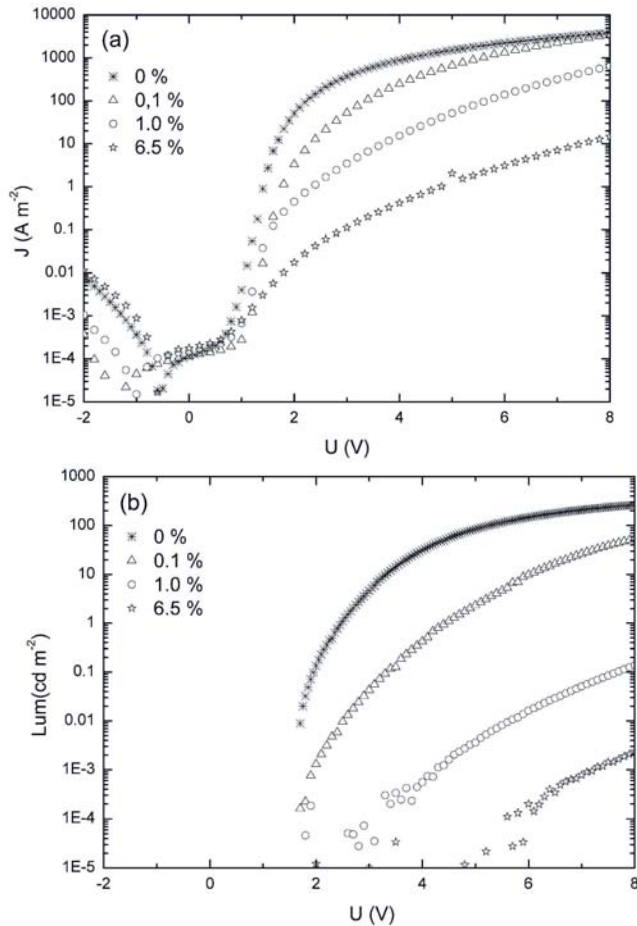 (a)
10000
1000
100
10
1
0.1
0.01
1E-3
1E-4
1E-5
J (A m-2)
0 %
0,1 %
1.0 %
6.5 %
-2 0 2 4 6 8
U (V)
(b)
1000
100
10
1
0.1
0.01
1E-3
1E-4
1E-5
Lum(cd m-2)
0 %
0.1 %
1.0 %
6.5 %
-2 0 2 4 6 8
U (V)